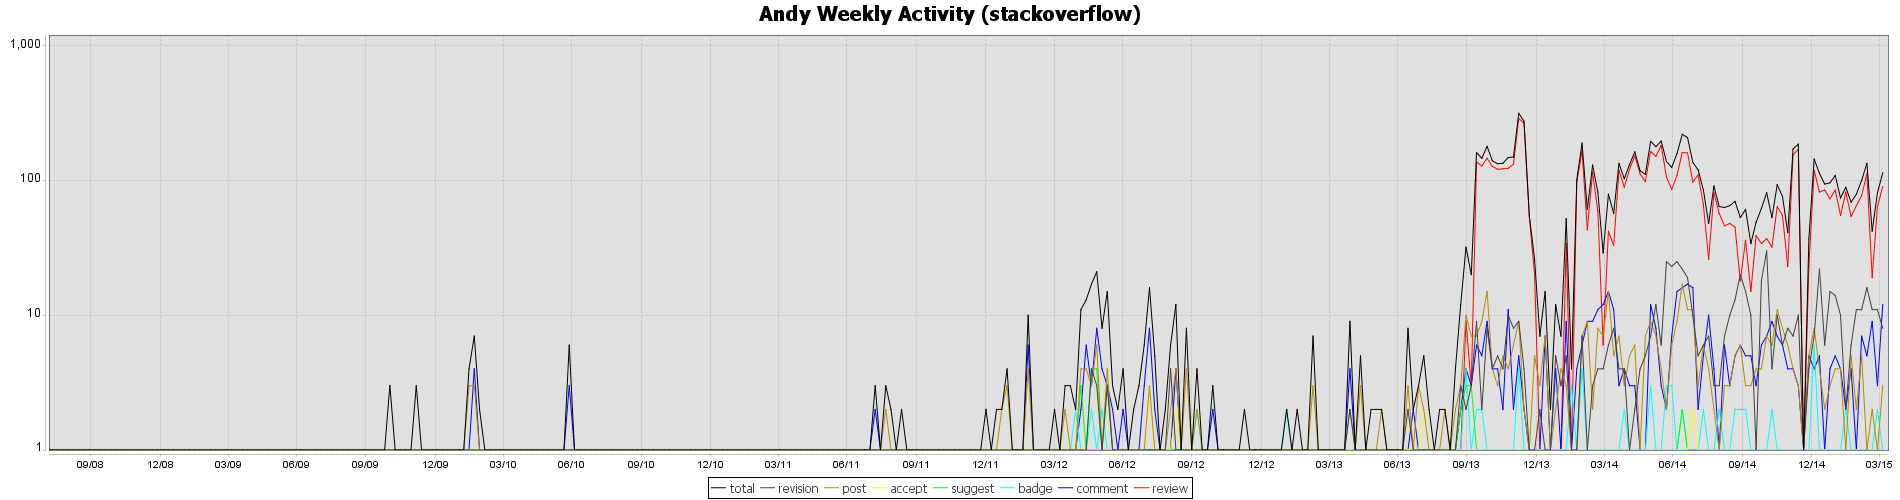 Andy Weekly Activity (stackoverflow)
1,000
100
10
1
09/08 12/08 03/09 06/09 09/09 12/09 03/10 06/10 09/10 12/10 03/11 06/11 09/11 12/11 03/12 06/12 09/12 12/12 03/13 06/13 09/13 12/13 03/14 06/14 09/14 12/14 03/15
total revision post accept suggest badge comment review